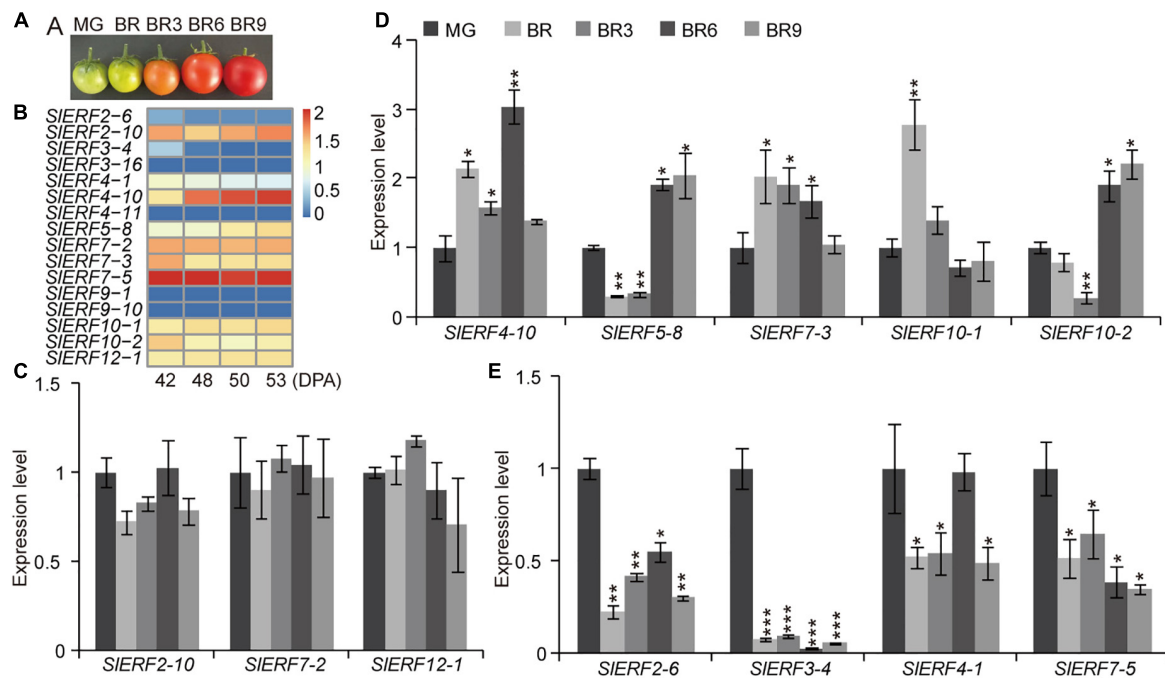 A
A MG BR BR3 BR6 BR9
B
SlERF2-6
SlERF2-10
SlERF3-4
SlERF3-16
SlERF4-1
SlERF4-10
SlERF4-11
SlERF5-8
SlERF7-2
SlERF7-3
SlERF7-5
SlERF9-1
SlERF9-10
SlERF10-1
SlERF10-2
SlERF12-1
42 48 50 53 (DPA)
2
1.5
1
0.5
0
C
Expression level
1.5
1
0.5
0
SlERF2-10 SlERF7-2 SlERF12-1
D
MG BR BR3 BR6 BR9
Expression level
4
3
2
1
0
* * ** ** ** * * * * * ** ** * *
SlERF4-10 SlERF5-8 SlERF7-3 SlERF10-1 SlERF10-2
E
Expression level
1.5
1
0.5
0
** ** * ** *** *** *** *** * * * * * * *
SlERF2-6 SlERF3-4 SlERF4-1 SlERF7-5